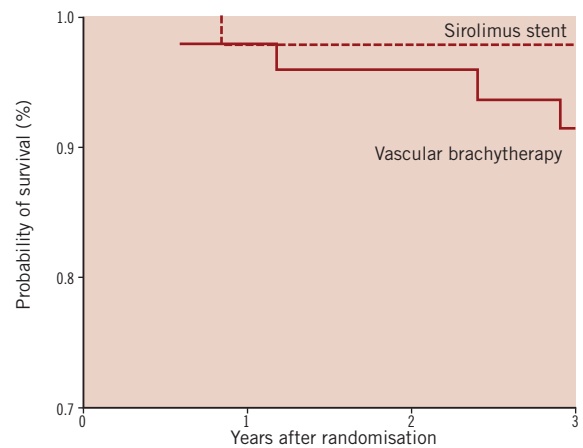 Probability of survival (%)
1.0
0.9
0.8
0.7
Sirolimus stent
Vascular brachytherapy
0
1
2
3
Years after randomisation